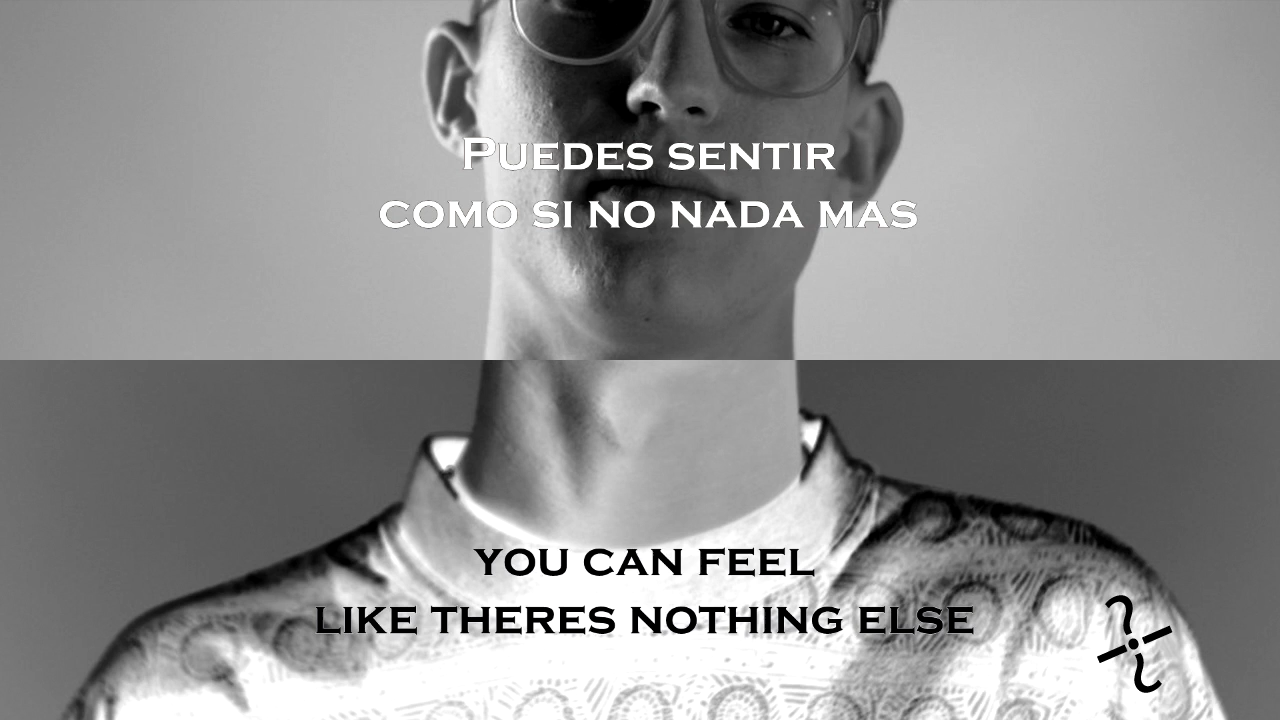 Puedes sentir
como si no nada mas
you can feel
like theres nothing else